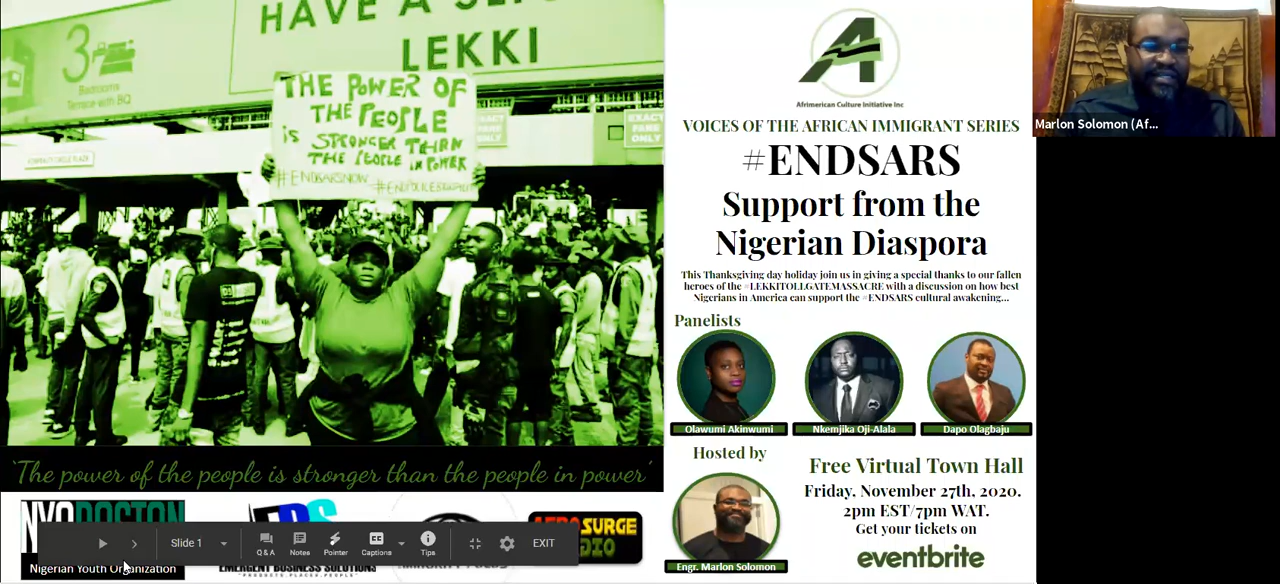 HAVE A
LEKKI
3
Bedrooms
Terrace with BQ
EXACT
FARE
ONLY
THE POWER OF
THE PEOPLE
is STRONGER THAN
THE PEOPLE IN POWER
#ENDSARSNOW
'The power of the people is stronger than the people in power'
Nigerian Youth Organization
EBS
EMERGENT BUSINESS SOLUTIONS
"PRODUCTS.PLACES.PEOPLE"
AFROSURGE
Slide 1
Q & A
Notes
Pointer
Captions
Tips
EXIT
Afrimerican Culture Initiative Inc
VOICES OF THE AFRICAN IMMIGRANT SERIES
#ENDSARS
Support from the
Nigerian Diaspora
This Thanksgiving day holiday join us in giving a special thanks to our fallen
heroes of the #LEKKITOLLGATEMASSACRE with a discussion on how best
Nigerians in America can support the #ENDSARS cultural awakening...
Panelists
Olawumi Akinwumi
Nkemjika Oji-Alala
Dapo Olagbaju
Hosted by
Engr. Marlon Solomon
Free Virtual Town Hall
Friday, November 27th, 2020.
2pm EST/7pm WAT.
Get your tickets on
eventbrite
Marlon Solomon (Af...